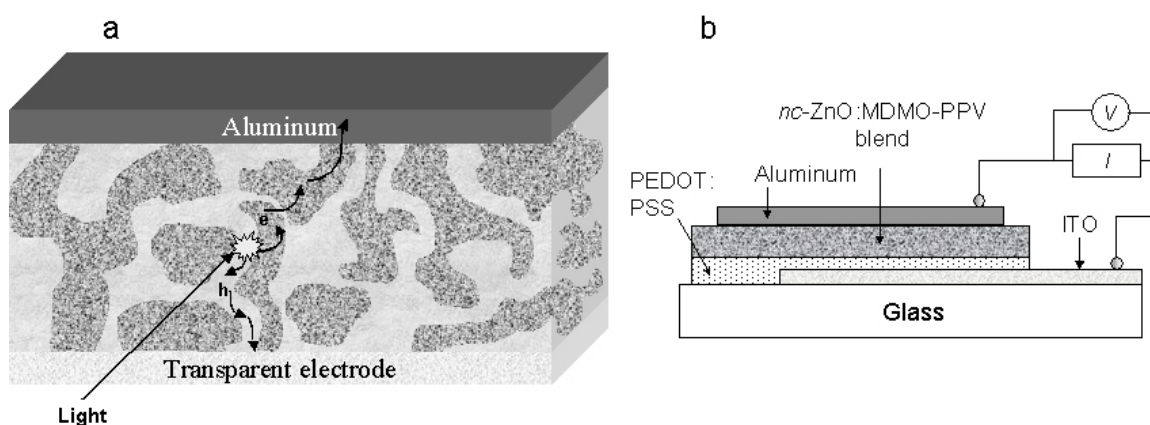 a
Aluminum
e
h
Transparent electrode
Light
b
nc-ZnO:MDMO-PPV
blend
V
I
PEDOT:
PSS
Aluminum
ITO
Glass